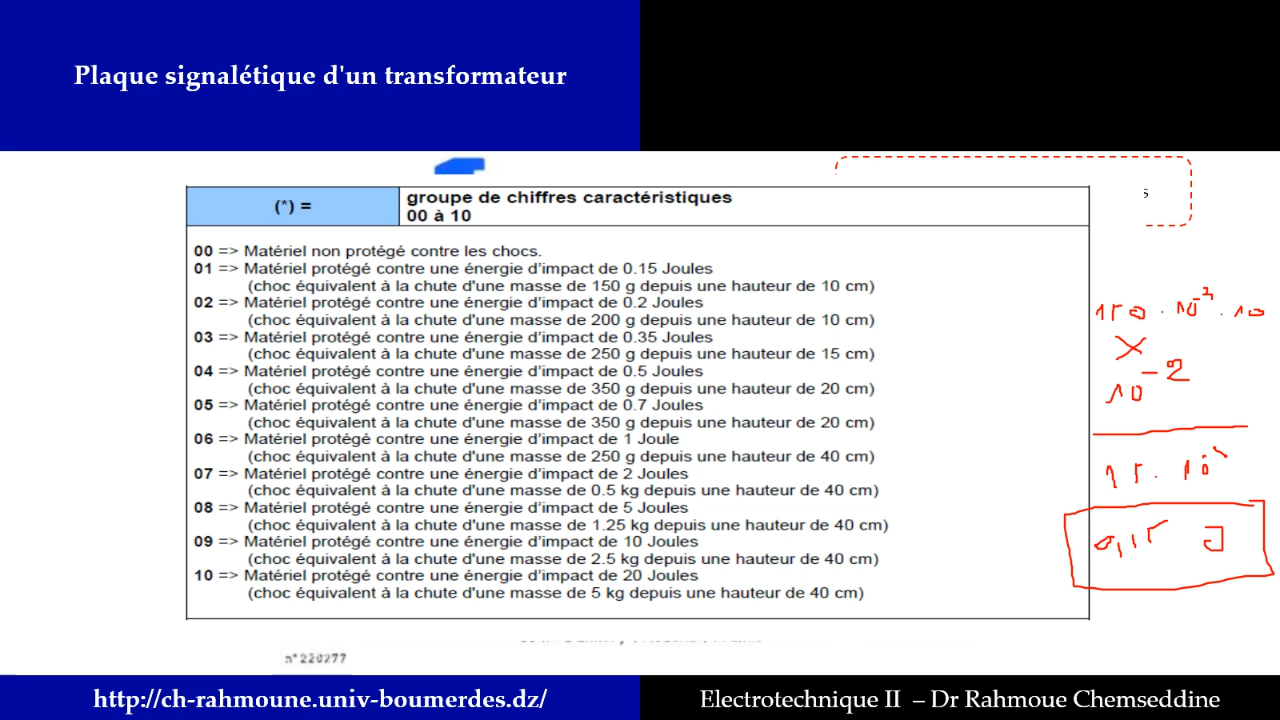 Plaque signalétique d'un transformateur
(*) =
groupe de chiffres caractéristiques
00 à 10
s
00 => Matériel non protégé contre les chocs.
01 => Matériel protégé contre une énergie d'impact de 0.15 Joules
(choc équivalent à la chute d'une masse de 150 g depuis une hauteur de 10 cm)
02 => Matériel protégé contre une énergie d'impact de 0.2 Joules
(choc équivalent à la chute d'une masse de 200 g depuis une hauteur de 10 cm)
03 => Matériel protégé contre une énergie d'impact de 0.35 Joules
(choc équivalent à la chute d'une masse de 250 g depuis une hauteur de 15 cm)
04 => Matériel protégé contre une énergie d'impact de 0.5 Joules
(choc équivalent à la chute d'une masse de 350 g depuis une hauteur de 20 cm)
05 => Matériel protégé contre une énergie d'impact de 0.7 Joules
(choc équivalent à la chute d'une masse de 350 g depuis une hauteur de 20 cm)
06 => Matériel protégé contre une énergie d'impact de 1 Joule
(choc équivalent à la chute d'une masse de 250 g depuis une hauteur de 40 cm)
07 => Matériel protégé contre une énergie d'impact de 2 Joules
(choc équivalent à la chute d'une masse de 0.5 kg depuis une hauteur de 40 cm)
08 => Matériel protégé contre une énergie d'impact de 5 Joules
(choc équivalent à la chute d'une masse de 1.25 kg depuis une hauteur de 40 cm)
09 => Matériel protégé contre une énergie d'impact de 10 Joules
(choc équivalent à la chute d'une masse de 2.5 kg depuis une hauteur de 40 cm)
10 => Matériel protégé contre une énergie d'impact de 20 Joules
(choc équivalent à la chute d'une masse de 5 kg depuis une hauteur de 40 cm)
150 . 10⁻³ . 10
X
10⁻²
0,15 J
n°220277
http://ch-rahmoune.univ-boumerdes.dz/
Electrotechnique II – Dr Rahmoue Chemseddine